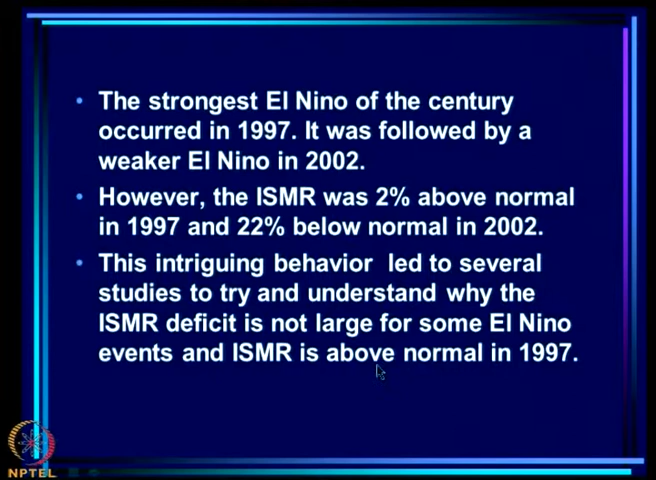 • The strongest El Nino of the century
occurred in 1997. It was followed by a
weaker El Nino in 2002.
• However, the ISMR was 2% above normal
in 1997 and 22% below normal in 2002.
• This intriguing behavior led to several
studies to try and understand why the
ISMR deficit is not large for some El Nino
events and ISMR is above normal in 1997.
NPTEL